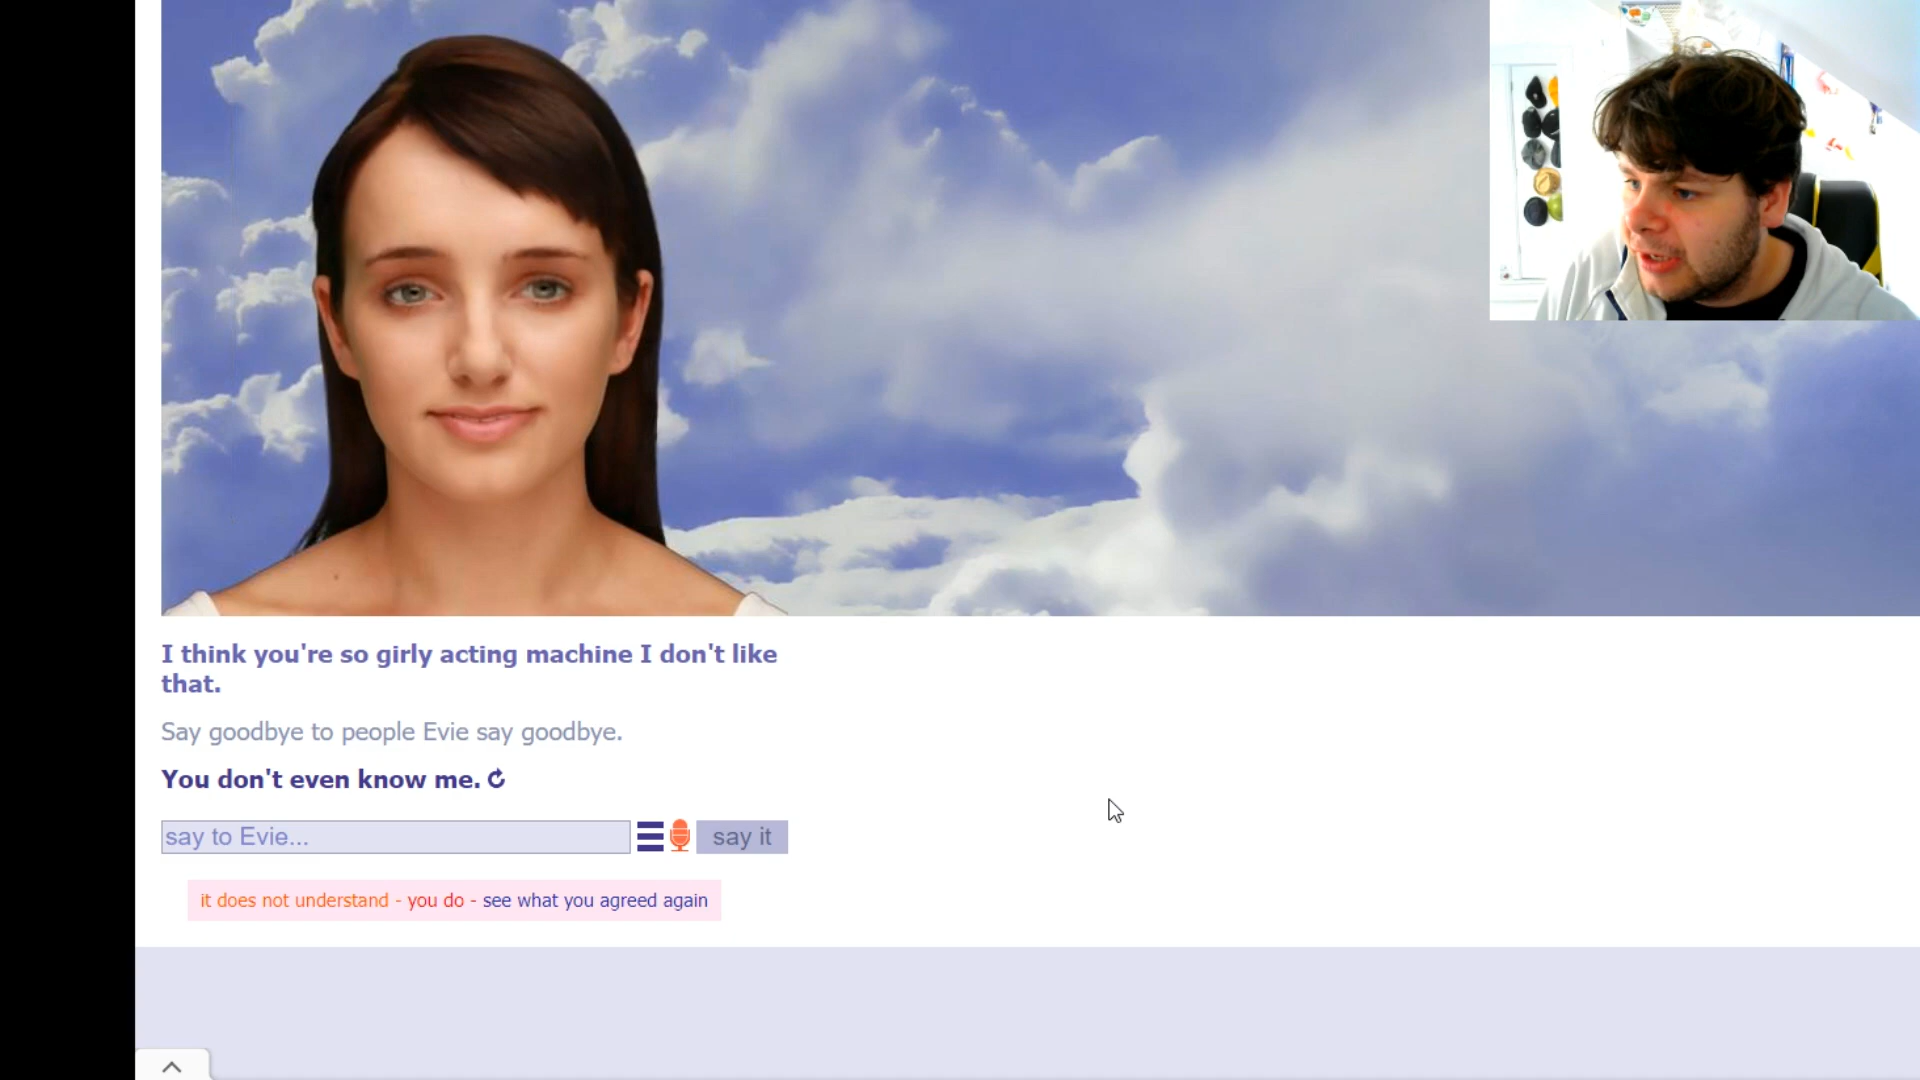 I think you're so girly acting machine I don't like
that.
Say goodbye to people Evie say goodbye.
You don't even know me.
say to Evie... say it
it does not understand - you do - see what you agreed again